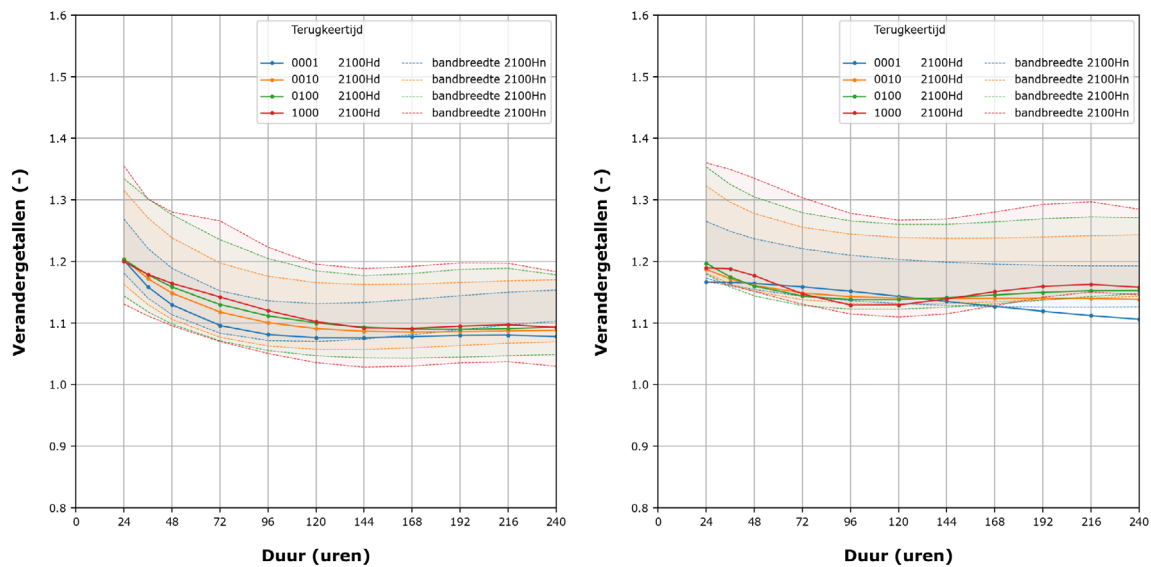 Terugkeertijd
0001 2100Hd bandbreedte 2100Hn
0010 2100Hd bandbreedte 2100Hn
0100 2100Hd bandbreedte 2100Hn
1000 2100Hd bandbreedte 2100Hn
Verandergetallen (-)
1.6
1.5
1.4
1.3
1.2
1.1
1.0
0.9
0.8
0 24 48 72 96 120 144 168 192 216 240
Duur (uren)
Terugkeertijd
0001 2100Hd bandbreedte 2100Hn
0010 2100Hd bandbreedte 2100Hn
0100 2100Hd bandbreedte 2100Hn
1000 2100Hd bandbreedte 2100Hn
Verandergetallen (-)
1.6
1.5
1.4
1.3
1.2
1.1
1.0
0.9
0.8
0 24 48 72 96 120 144 168 192 216 240
Duur (uren)